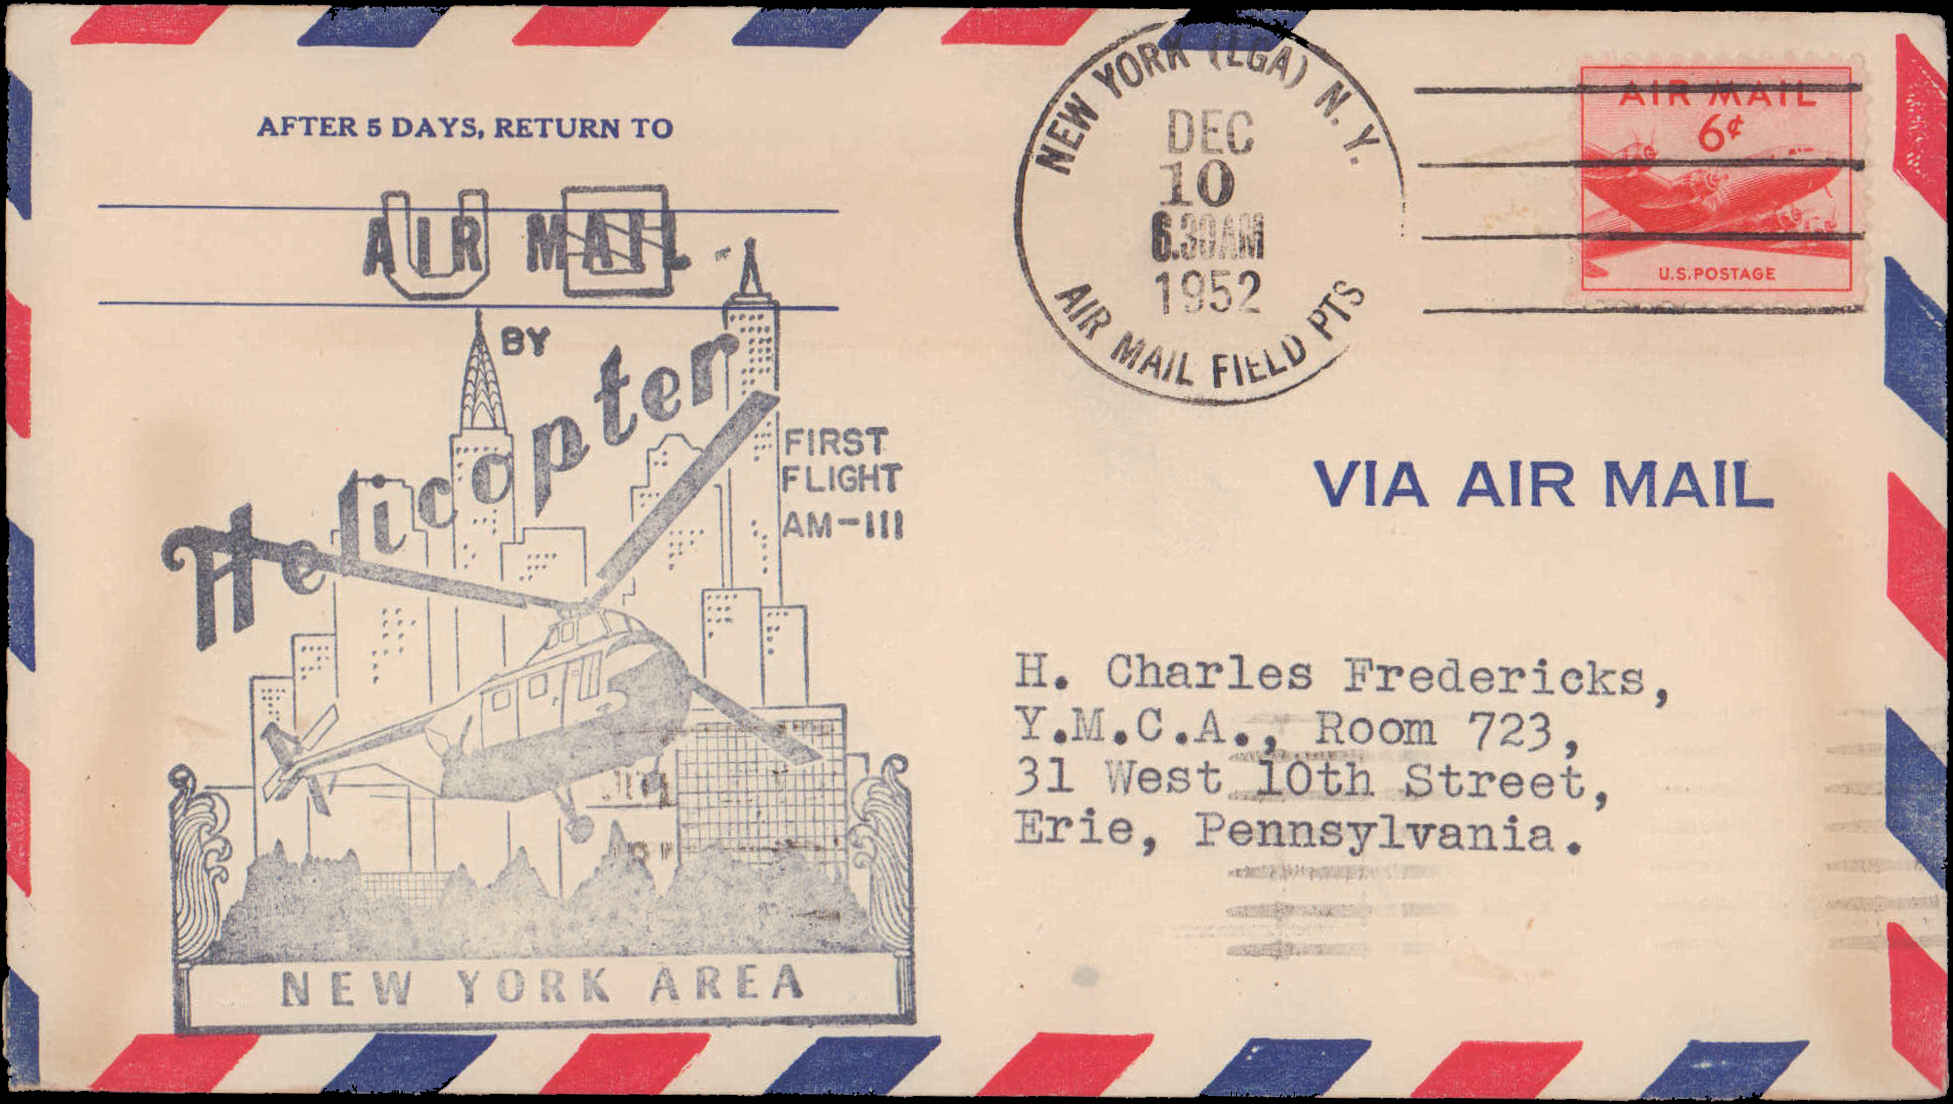 AFTER 5 DAYS, RETURN TO
U S
AIR MAIL
BY
Helicopter
FIRST
FLIGHT
AM-111
NEW YORK AREA
NEW YORK (LGA) N.Y.
DEC
10
6.30AM
1952
AIR MAIL FIELD PTS
AIR MAIL
6¢
U.S.POSTAGE
VIA AIR MAIL
H. Charles Fredericks,
Y.M.C.A., Room 723,
31 West 10th Street,
Erie, Pennsylvania.